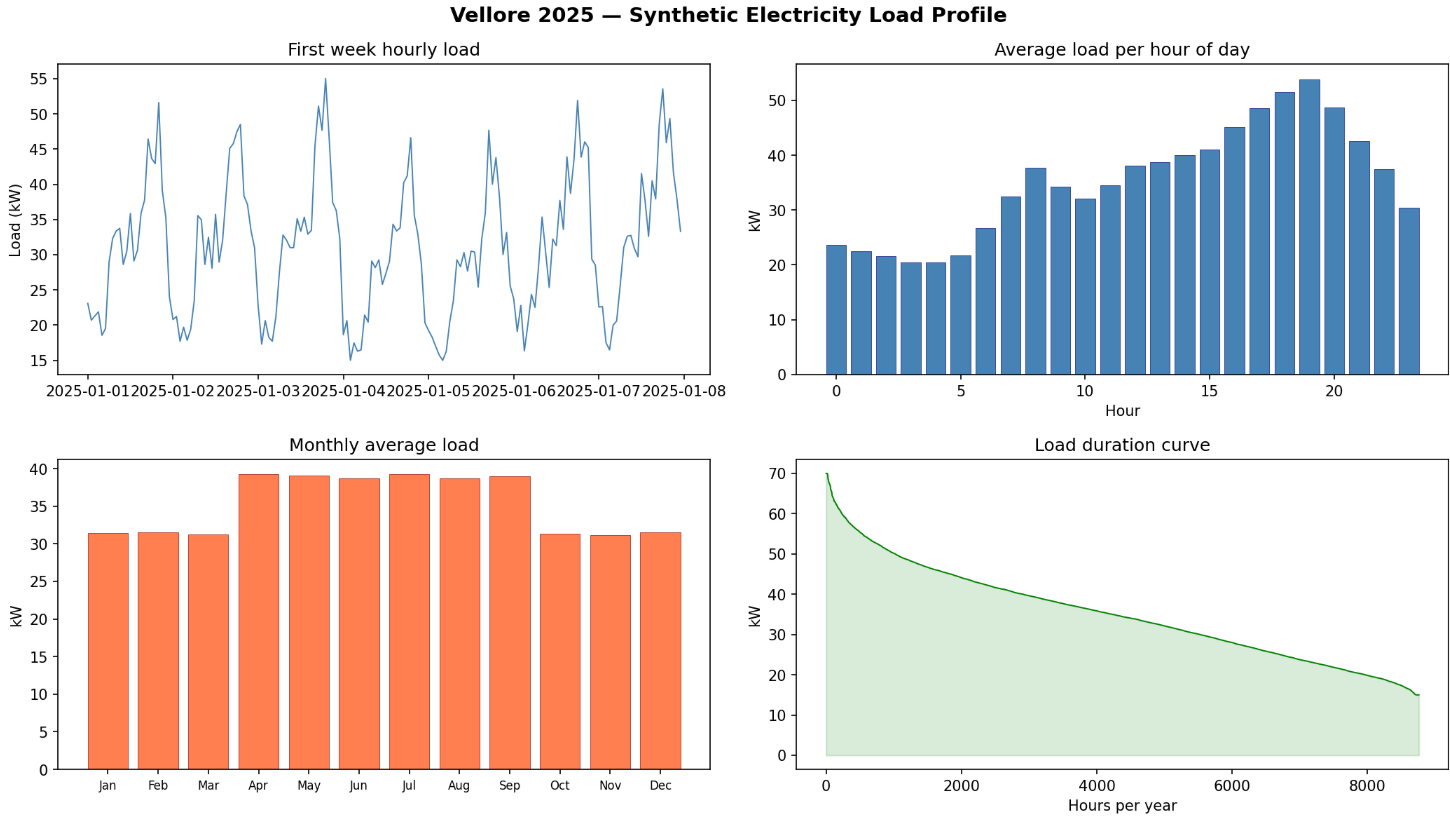 Vellore 2025 — Synthetic Electricity Load Profile
First week hourly load
Load (kW)
55
50
45
40
35
30
25
20
15
2025-01-01 2025-01-02 2025-01-03 2025-01-04 2025-01-05 2025-01-06 2025-01-07 2025-01-08
Average load per hour of day
kW
50
40
30
20
10
0
0 5 10 15 20
Hour
Monthly average load
kW
40
35
30
25
20
15
10
5
0
Jan Feb Mar Apr May Jun Jul Aug Sep Oct Nov Dec
Load duration curve
kW
70
60
50
40
30
20
10
0
0 2000 4000 6000 8000
Hours per year